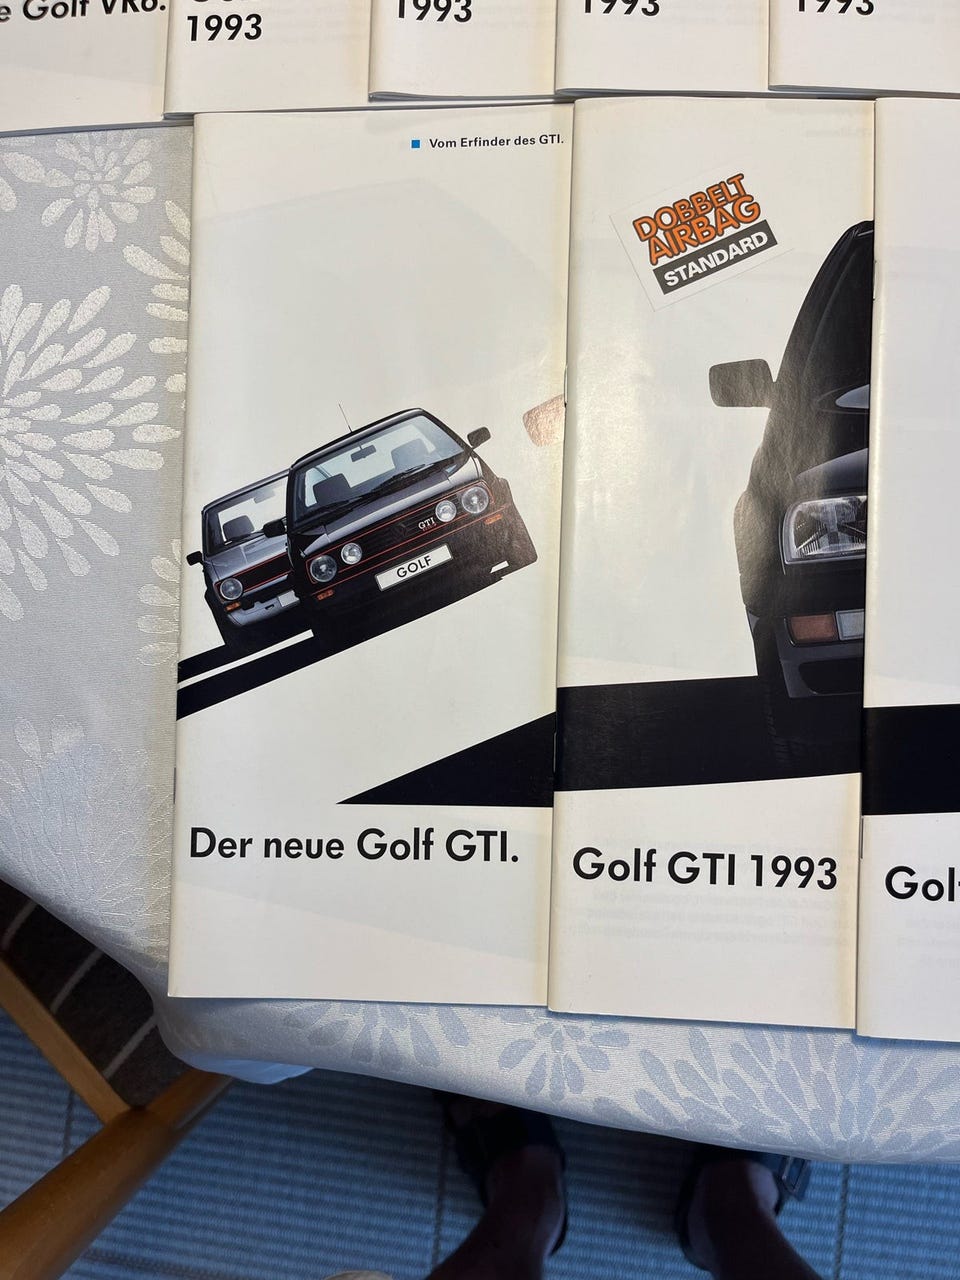 e Golf VR6.
1993
1993
1993
1993
Vom Erfinder des GTI.
GTI
GOLF
Der neue Golf GTI.
DOBBELT
AIRBAG
STANDARD
Golf GTI 1993
Golf